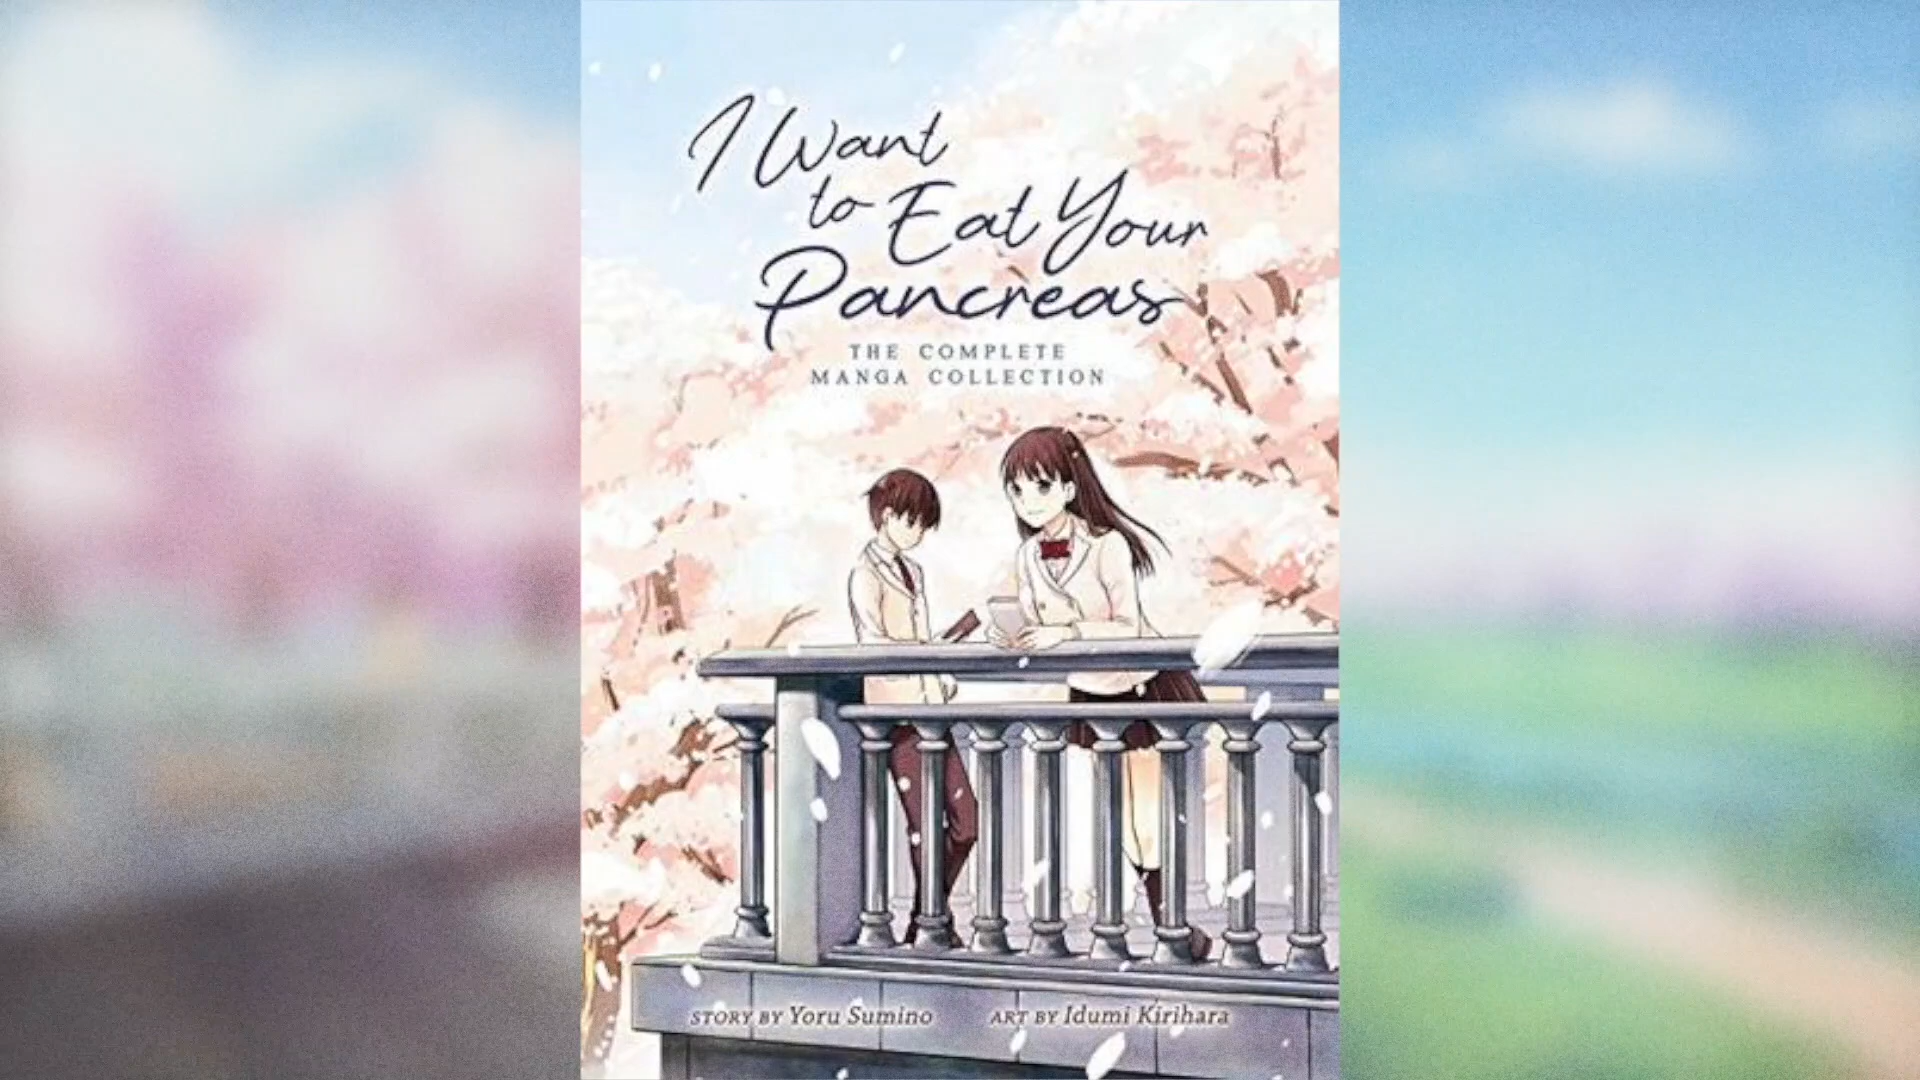 I Want
to Eat Your
Pancreas
THE COMPLETE
MANGA COLLECTION
STORY BY Yoru Sumino ART BY Idumi Kirihara